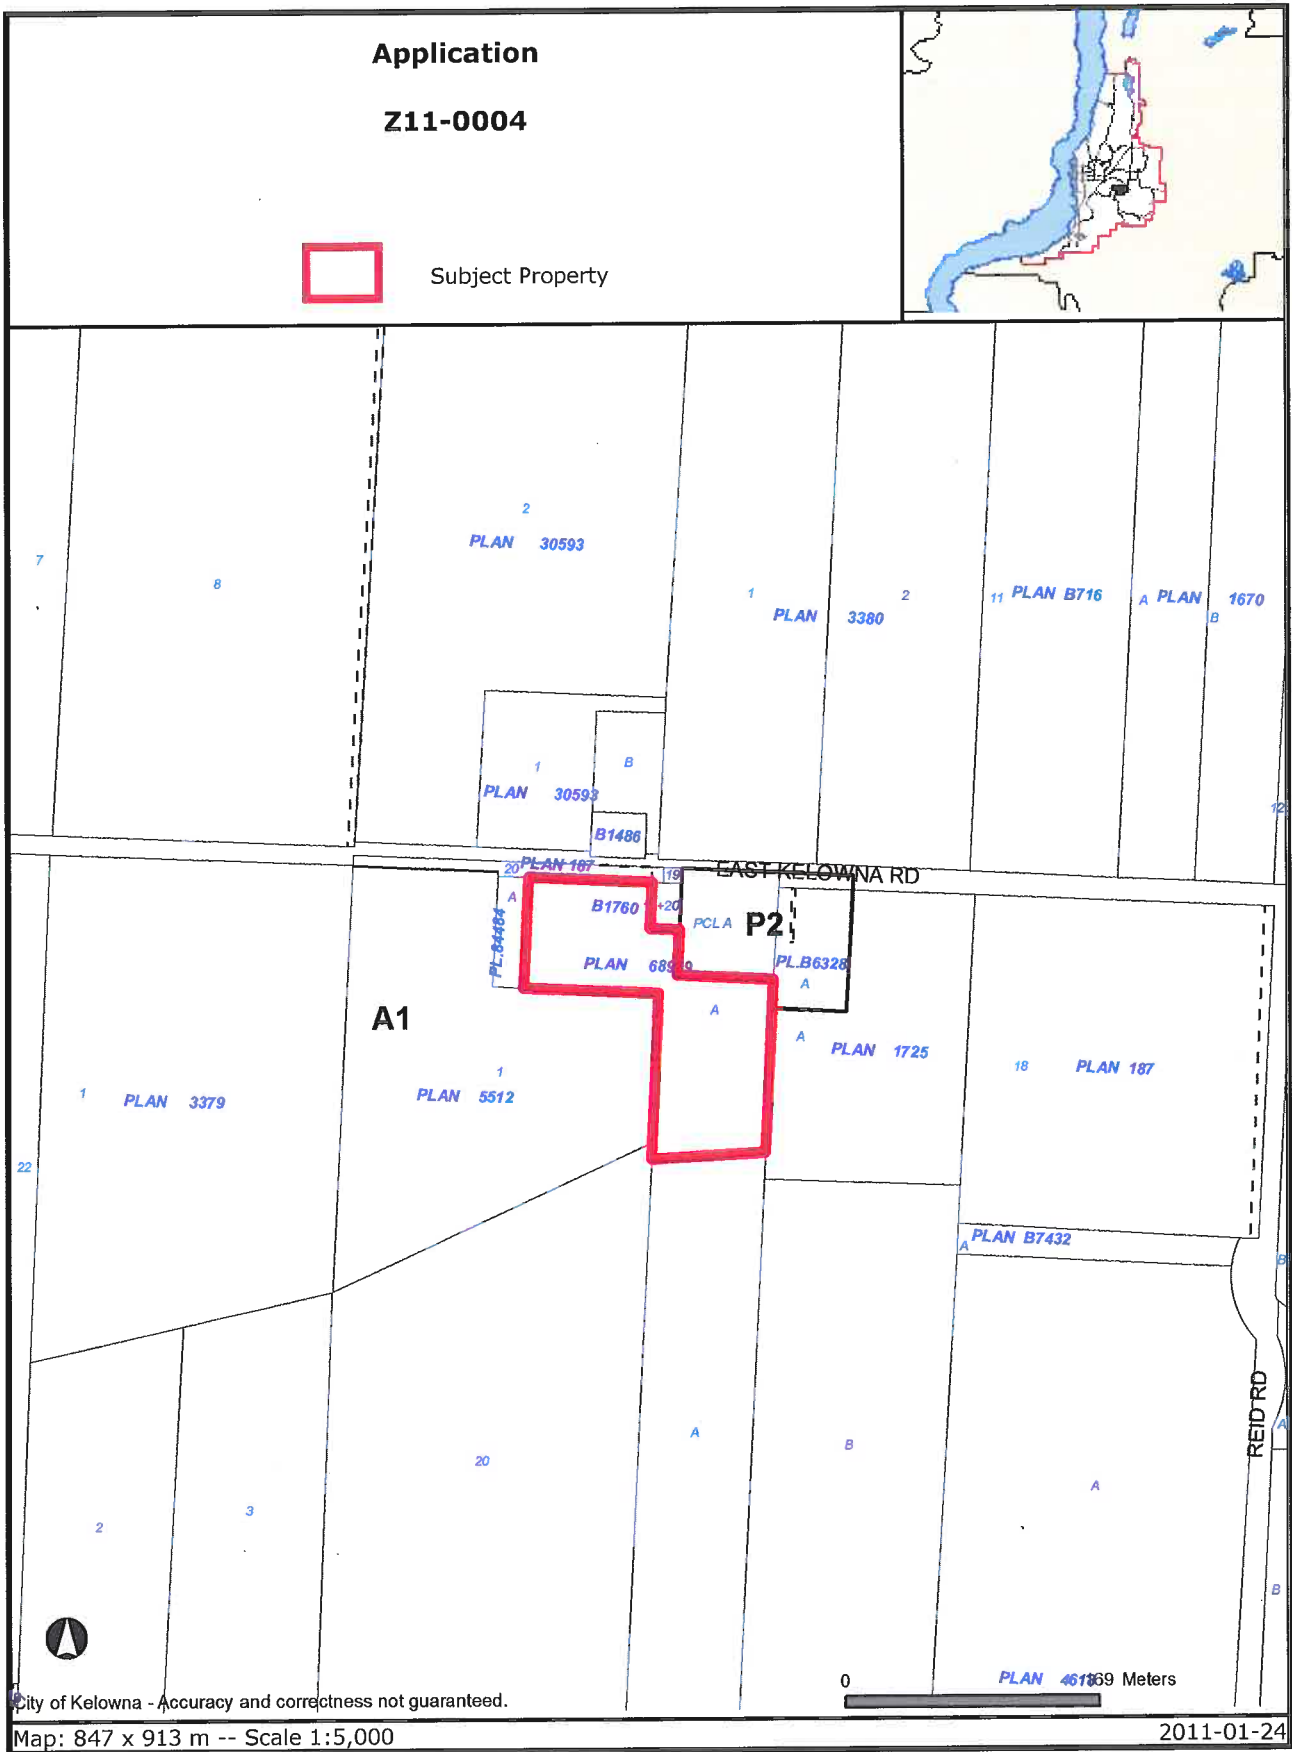 Application
Z11-0004
Subject Property
2
PLAN 30593
7
8
1
2
11 PLAN B716
A PLAN 1670
B
PLAN 3380
1
B
PLAN 30593
12
B1486
20 PLAN 187
19
EAST KELOWNA RD
A
B1760
+20
PCL A
P2
PL.84484
PLAN
PL.B6328
A
A
A1
A
PLAN 1725
18
PLAN 187
1
PLAN 3379
1
PLAN 5512
22
PLAN B7432
A
B
REID RD
A
A
B
20
A
3
2
B
0
PLAN
169 Meters
City of Kelowna - Accuracy and correctness not guaranteed.
Map: 847 x 913 m -- Scale 1:5,000
2011-01-24